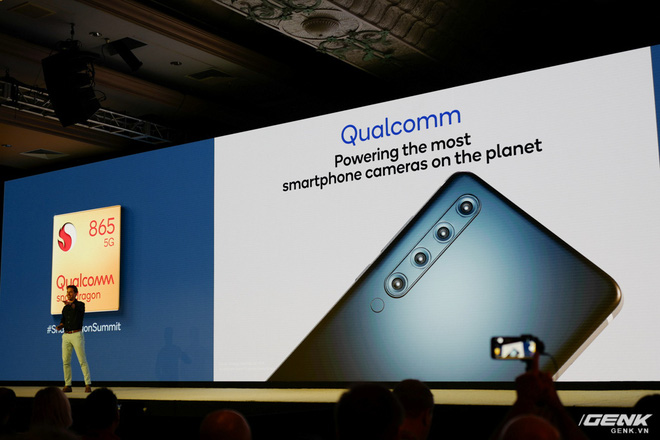 Qualcomm
Powering the most
smartphone cameras on the planet
865
5G
Qualcomm
snapdragon
#SnapdragonSummit
GENK
GENK.VN